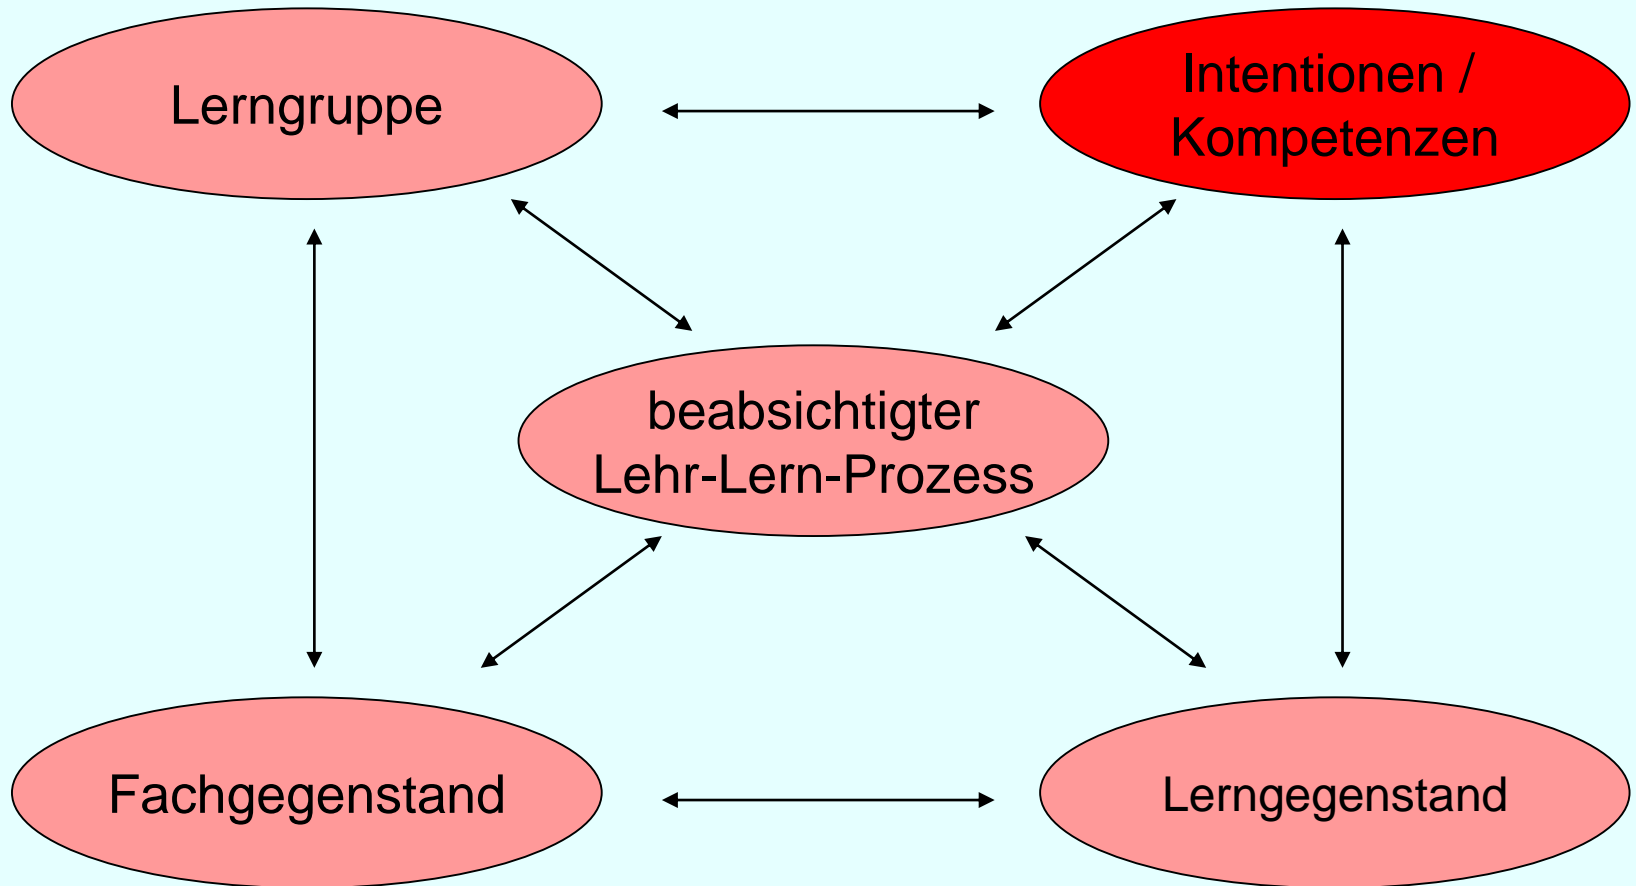 Lerngruppe
Intentionen /
Kompetenzen
beabsichtigter
Lehr-Lern-Prozess
Fachgegenstand
Lerngegenstand